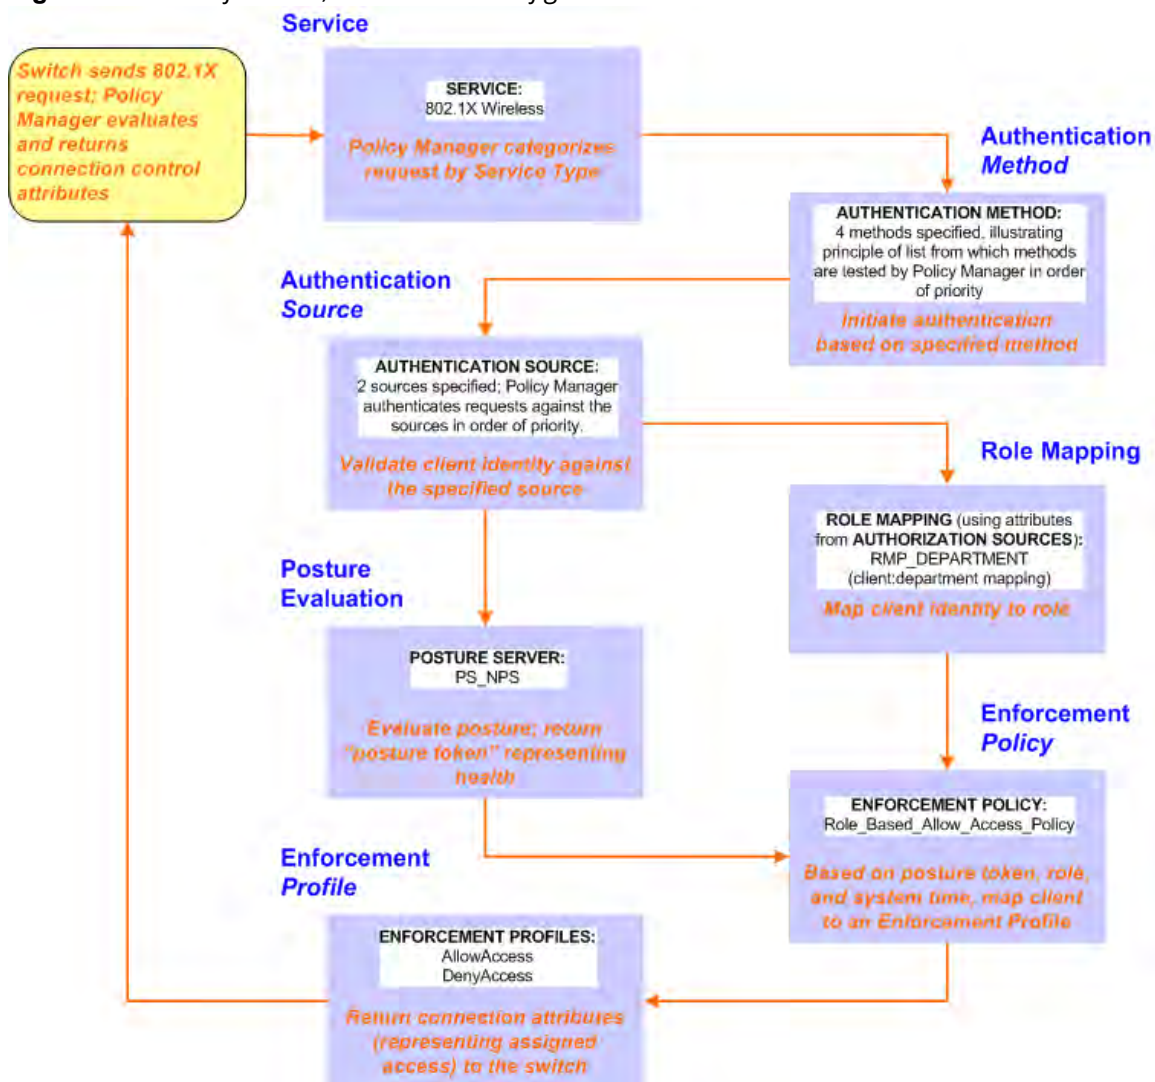 Service
Switch sends 802.1X
request; Policy
Manager evaluates
and returns
connection control
attributes
SERVICE:
802.1X Wireless
Policy Manager categorizes
request by Service Type
Authentication
Method
AUTHENTICATION METHOD:
4 methods specified, illustrating
principle of list from which methods
are tested by Policy Manager in order
of priority
Initiate authentication
based on specified method
Authentication
Source
AUTHENTICATION SOURCE:
2 sources specified; Policy Manager
authenticates requests against the
sources in order of priority.
Validate client identity against
the specified source
Role Mapping
ROLE MAPPING (using attributes
from AUTHORIZATION SOURCES):
RMP_DEPARTMENT
(client:department mapping)
Map client identity to role
Posture
Evaluation
POSTURE SERVER:
PS_NPS
Evaluate posture; return
"posture token" representing
health
Enforcement
Policy
ENFORCEMENT POLICY:
Role_Based_Allow_Access_Policy
Based on posture token, role,
and system time, map client
to an Enforcement Profile
Enforcement
Profile
ENFORCEMENT PROFILES:
AllowAccess
DenyAccess
Return connection attributes
(representing assigned
access) to the switch